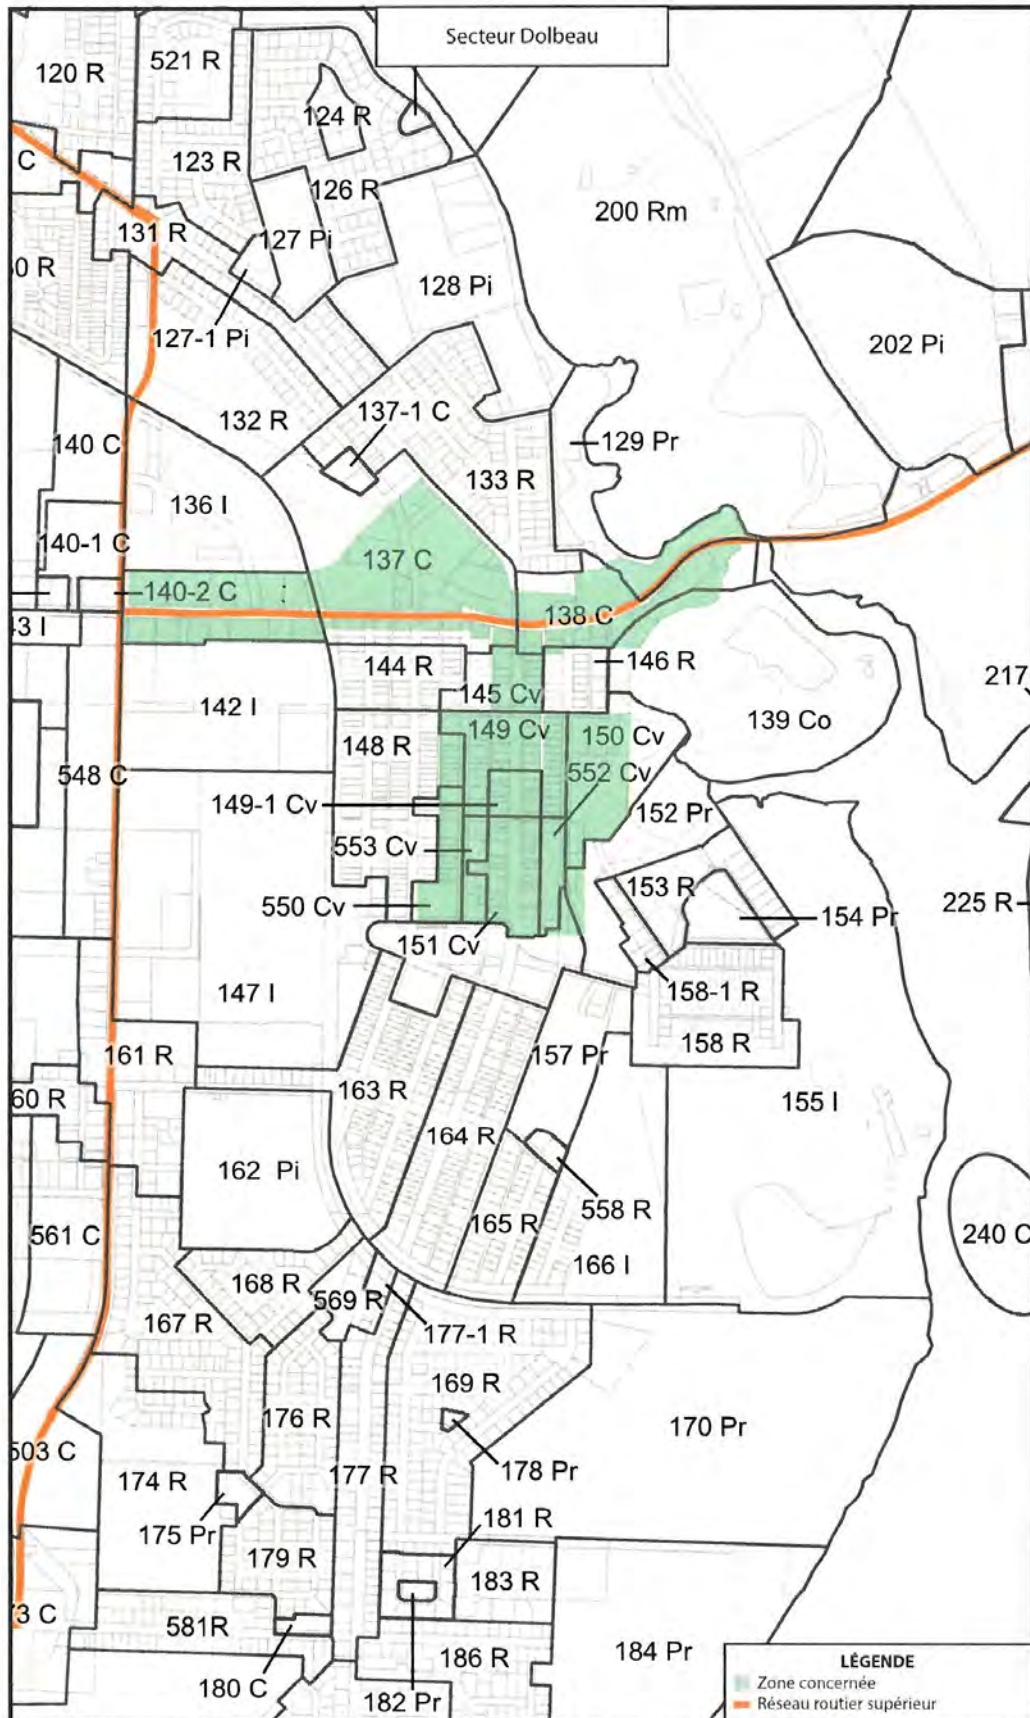 Secteur Dolbeau
120 R
521 R
124 R
C
123 R
126 R
200 Rm
131 R
127 Pi
0 R
128 Pi
127-1 Pi
202 Pi
132 R
137-1 C
140 C
129 Pr
133 R
136 I
140-1 C
137 C
140-2 C
138 C
43 I
144 R
146 R
145 Cv
217
142 I
139 Co
149 Cv
150 Cv
148 R
548 C
552 Cv
149-1 Cv
152 Pr
553 Cv
153 R
550 Cv
154 Pr
225 R
151 Cv
147 I
158-1 R
161 R
157 Pr
158 R
60 R
163 R
155 I
164 R
162 Pi
558 R
165 R
561 C
240 C
166 I
168 R
569 R
167 R
177-1 R
169 R
176 R
170 Pr
503 C
174 R
177 R
178 Pr
175 Pr
181 R
179 R
183 R
73 C
581R
186 R
184 Pr
180 C
182 Pr
LÉGENDE
Zone concernée
Réseau routier supérieur